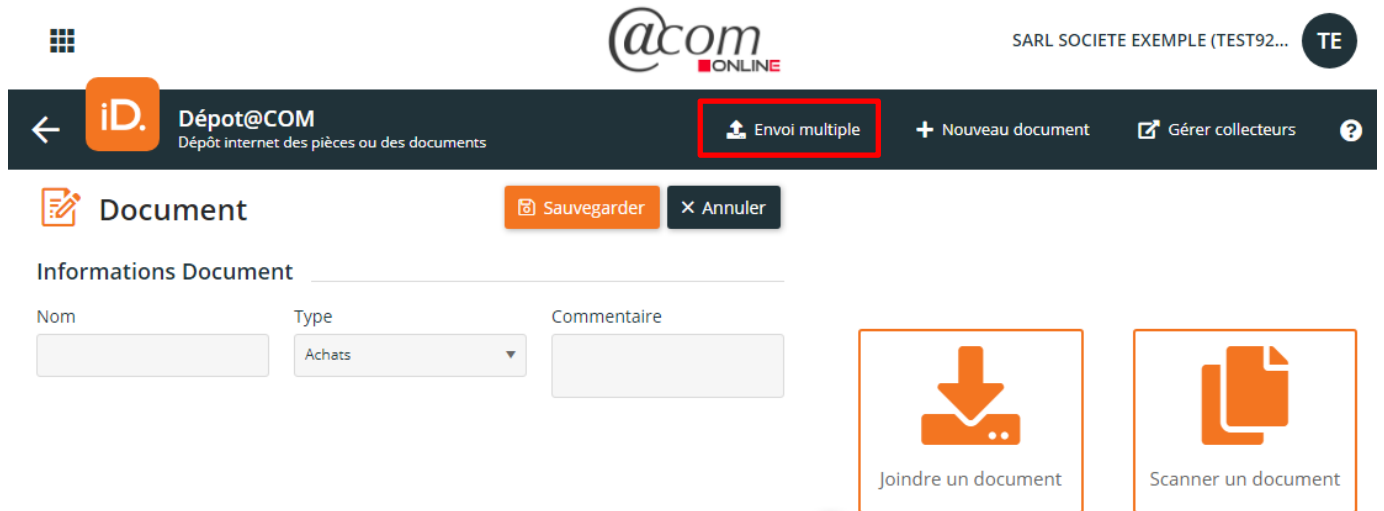 @com
ONLINE
SARL SOCIETE EXEMPLE (TEST92...
TE
iD.
Dépot@COM
Dépôt internet des pièces ou des documents
Envoi multiple
Nouveau document
Gérer collecteurs
?
Document
Sauvegarder
Annuler
Informations Document
Nom
Type
Commentaire
Achats
Joindre un document
Scanner un document